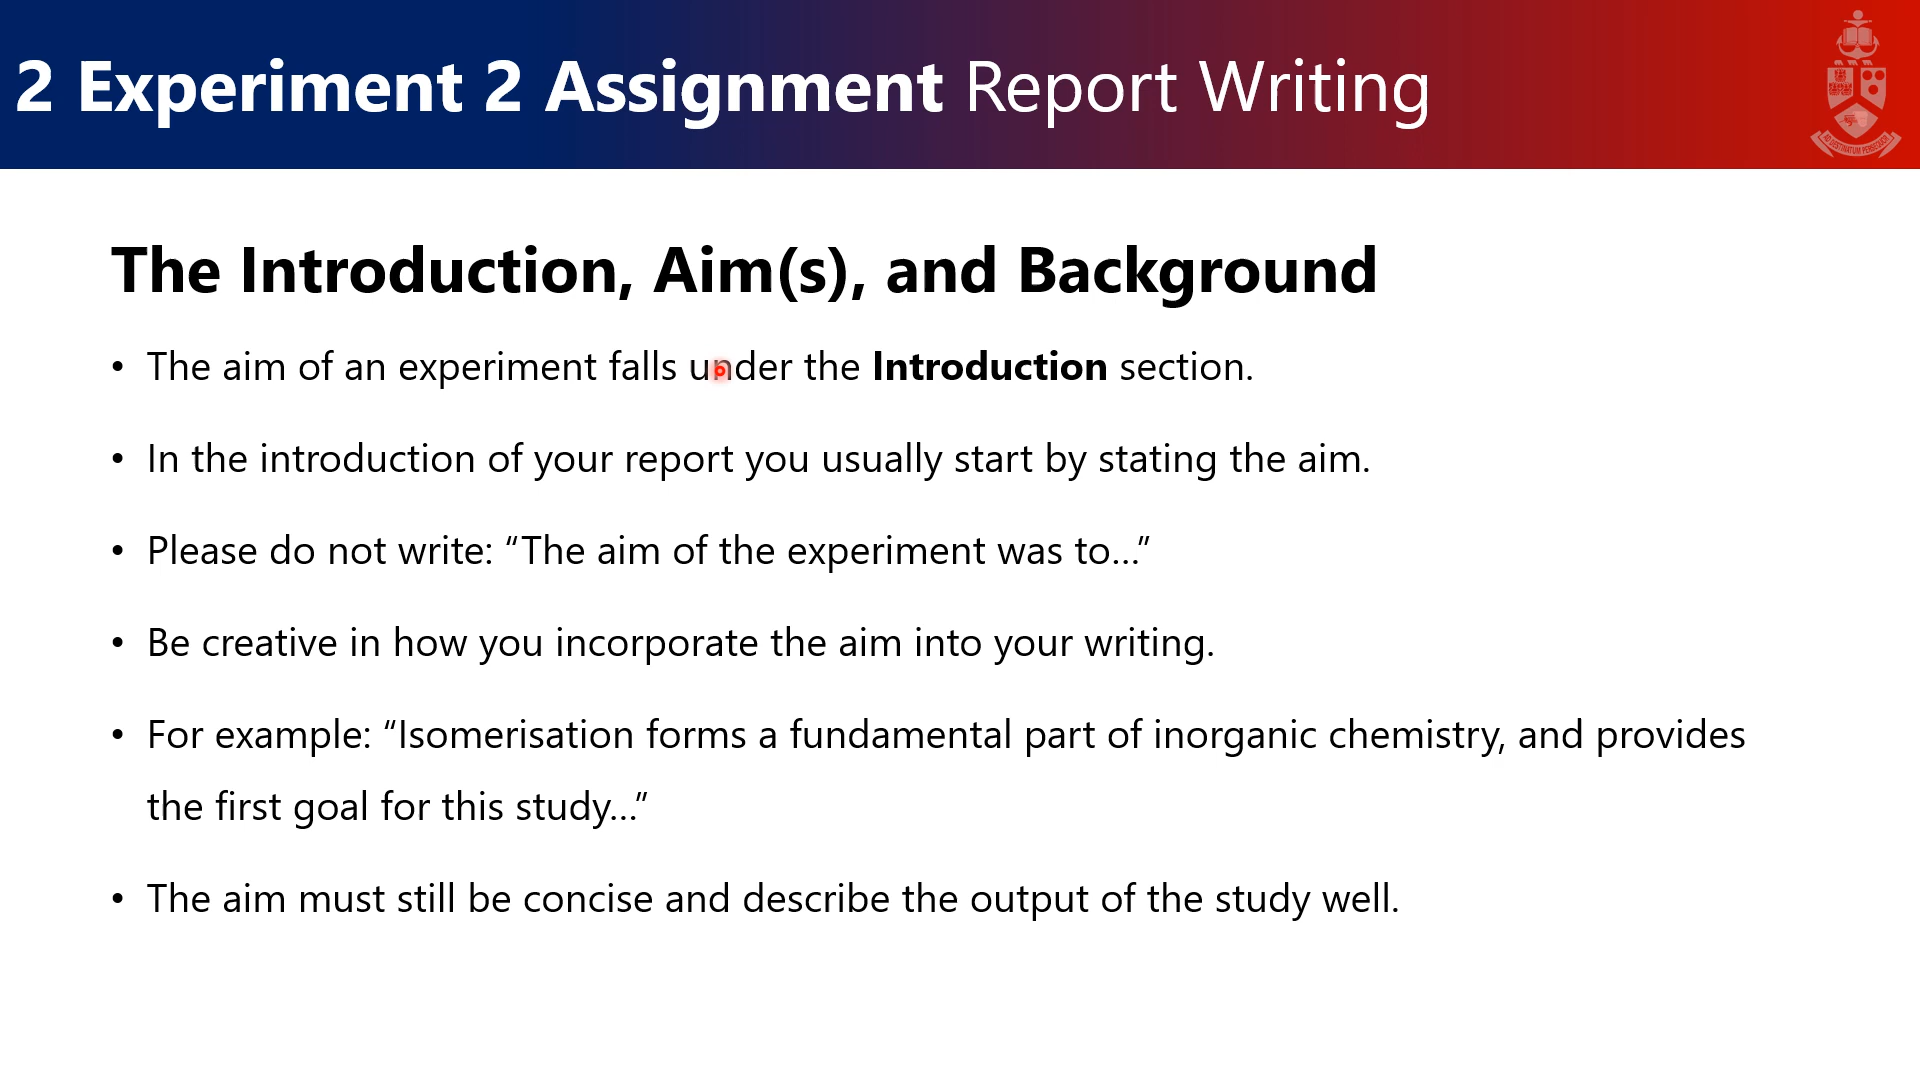 2 Experiment 2 Assignment Report Writing
The Introduction, Aim(s), and Background
• The aim of an experiment falls under the Introduction section.
• In the introduction of your report you usually start by stating the aim.
• Please do not write: “The aim of the experiment was to…”
• Be creative in how you incorporate the aim into your writing.
• For example: “Isomerisation forms a fundamental part of inorganic chemistry, and provides
the first goal for this study…”
• The aim must still be concise and describe the output of the study well.
AD DESTINATUM PERSEQUOR